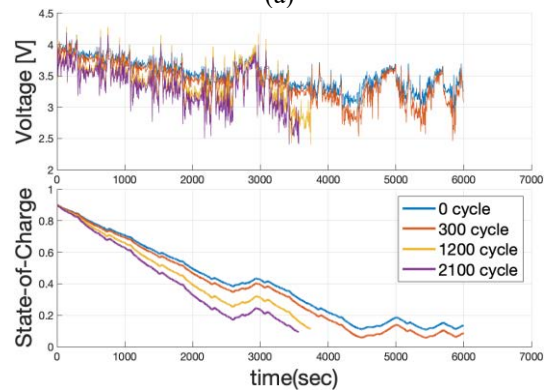 (a)
Voltage [V]
4.5
4
3.5
3
2.5
2
0 1000 2000 3000 4000 5000 6000 7000
State-of-Charge
1
0.8
0.6
0.4
0.2
0
0 cycle
300 cycle
1200 cycle
2100 cycle
0 1000 2000 3000 4000 5000 6000 7000
time(sec)